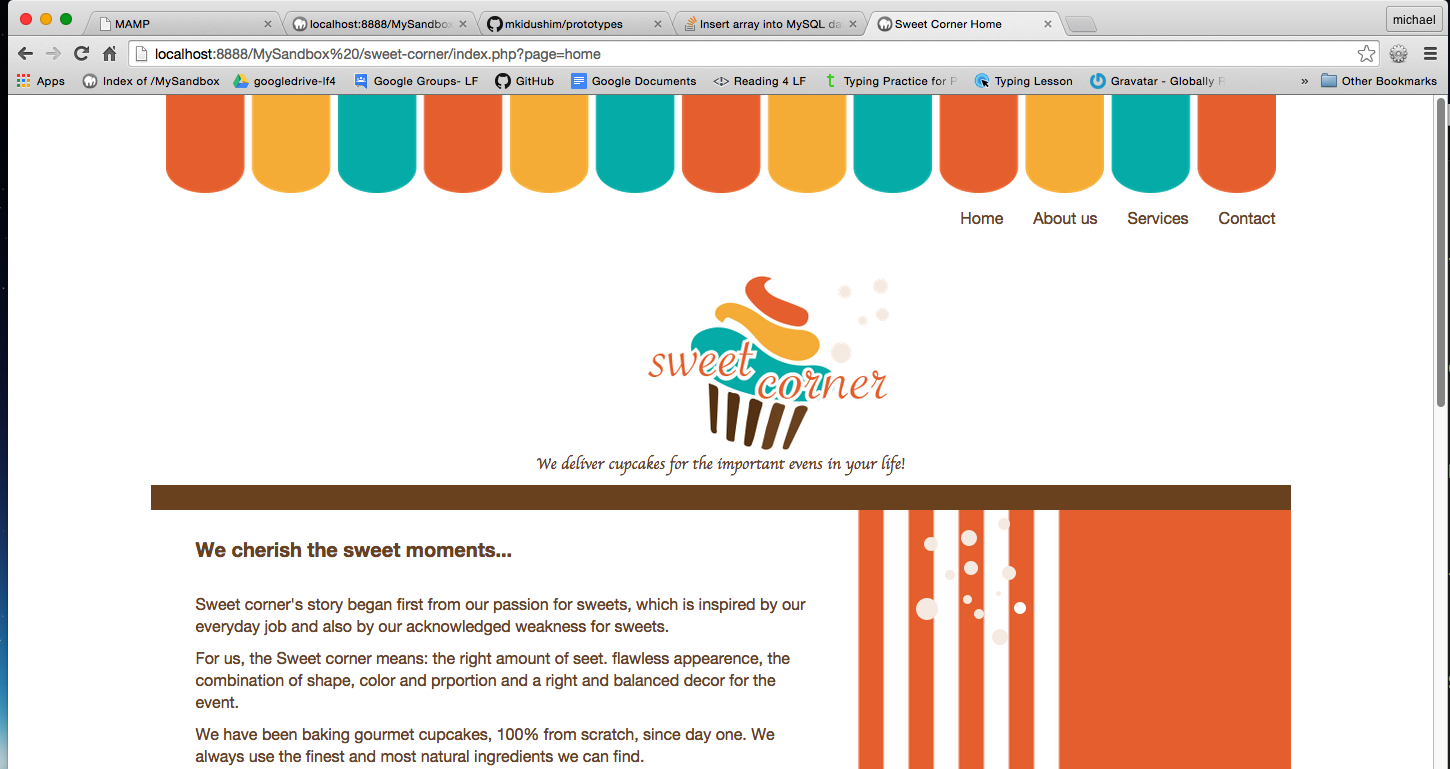 MAMP
localhost:8888/MySandbox
mkidushim/prototypes
Insert array into MySQL da
Sweet Corner Home
michael
localhost:8888/MySandbox%20/sweet-corner/index.php?page=home
Apps
Index of /MySandbox
googledrive-lf4
Google Groups- LF
GitHub
Google Documents
</> Reading 4 LF
Typing Practice for P
Typing Lesson
Gravatar - Globally R
»
Other Bookmarks
Home About us Services Contact
sweet
corner
We deliver cupcakes for the important evens in your life!
We cherish the sweet moments...
Sweet corner's story began first from our passion for sweets, which is inspired by our
everyday job and also by our acknowledged weakness for sweets.
For us, the Sweet corner means: the right amount of seet. flawless appearence, the
combination of shape, color and prportion and a right and balanced decor for the
event.
We have been baking gourmet cupcakes, 100% from scratch, since day one. We
always use the finest and most natural ingredients we can find.